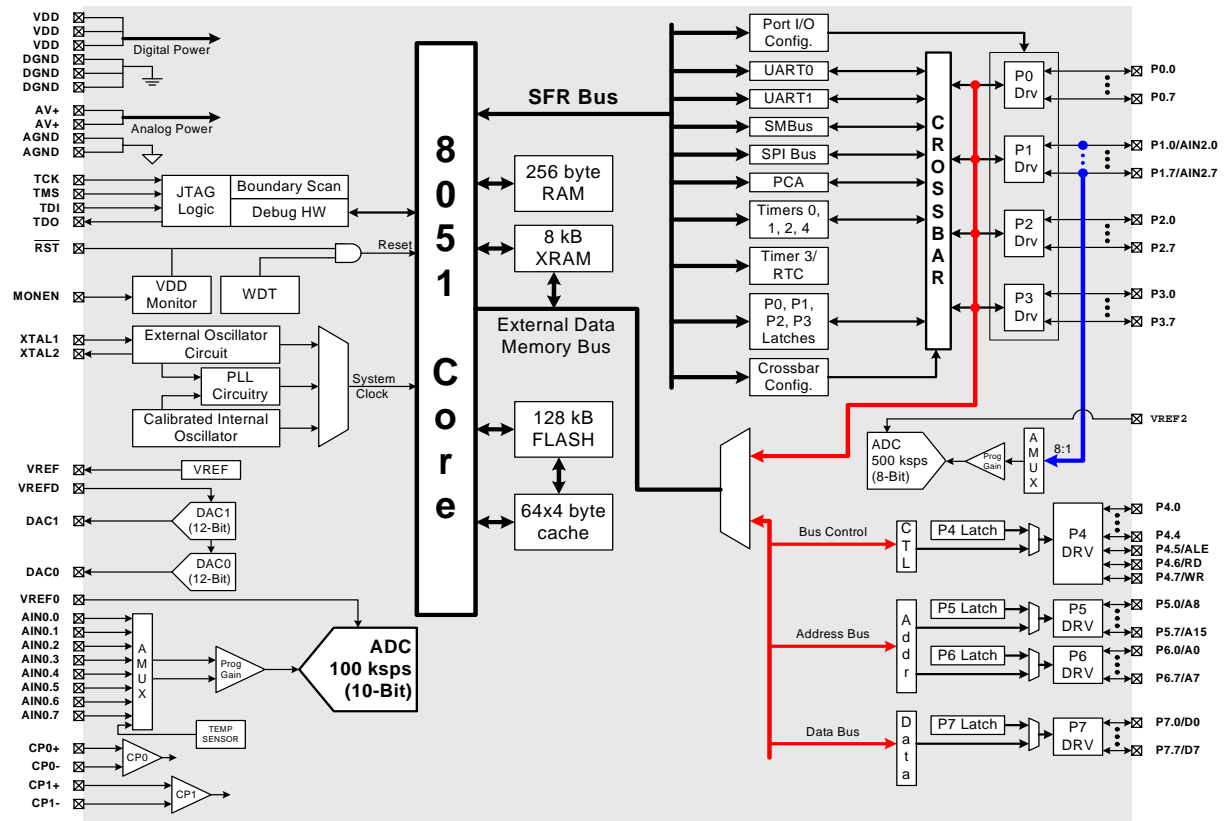 VDD
VDD
VDD
DGND
DGND
DGND
Digital Power
AV+
AV+
AGND
AGND
Analog Power
TCK
TMS
TDI
TDO
JTAG
Logic
Boundary Scan
Debug HW
RST
MONEN
VDD
Monitor
WDT
Reset
XTAL1
XTAL2
External Oscillator
Circuit
PLL
Circuitry
Calibrated Internal
Oscillator
System
Clock
VREF
VREF
VREFD
DAC1
DAC1
(12-Bit)
DAC0
DAC0
(12-Bit)
VREF0
AIN0.0
AIN0.1
AIN0.2
AIN0.3
AIN0.4
AIN0.5
AIN0.6
AIN0.7
AMUX
Prog
Gain
ADC
100 ksps
(10-Bit)
TEMP
SENSOR
CP0+
CP0-
CP0
CP1+
CP1-
CP1
8051 Core
SFR Bus
256 byte
RAM
8 kB
XRAM
External Data
Memory Bus
128 kB
FLASH
64x4 byte
cache
Port I/O
Config.
UART0
UART1
SMBus
SPI Bus
PCA
Timers 0,
1, 2, 4
Timer 3/
RTC
P0, P1,
P2, P3
Latches
Crossbar
Config.
CROSSBAR
P0
Drv
P1
Drv
P2
Drv
P3
Drv
P0.0
P0.7
P1.0/AIN2.0
P1.7/AIN2.7
P2.0
P2.7
P3.0
P3.7
VREF2
ADC
500 ksps
(8-Bit)
Prog
Gain
AMUX
8:1
Bus Control
CTL
P4 Latch
P4
DRV
P4.0
P4.4
P4.5/ALE
P4.6/RD
P4.7/WR
Address Bus
Addr
P5 Latch
P5
DRV
P5.0/A8
P5.7/A15
P6 Latch
P6
DRV
P6.0/A0
P6.7/A7
Data Bus
Data
P7 Latch
P7
DRV
P7.0/D0
P7.7/D7